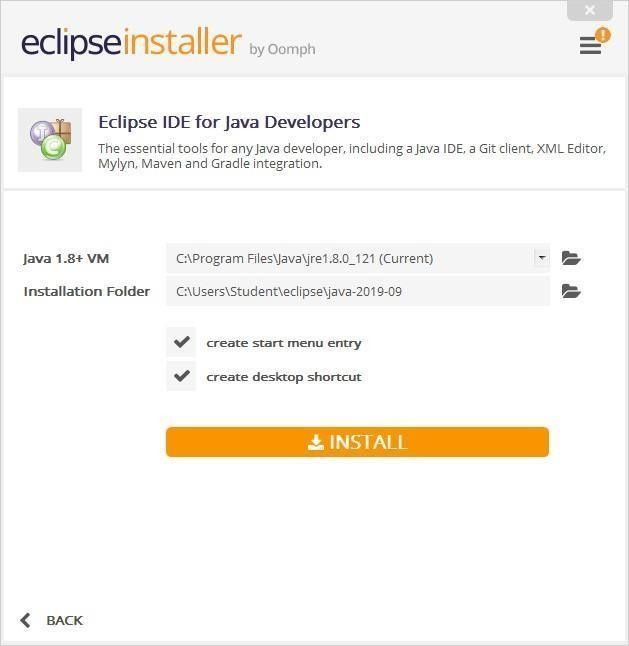 eclipseinstaller by Oomph
!
Eclipse IDE for Java Developers
The essential tools for any Java developer, including a Java IDE, a Git client, XML Editor,
Mylyn, Maven and Gradle integration.
Java 1.8+ VM C:\Program Files\Java\jre1.8.0_121 (Current)
Installation Folder C:\Users\Student\eclipse\java-2019-09
create start menu entry
create desktop shortcut
INSTALL
BACK